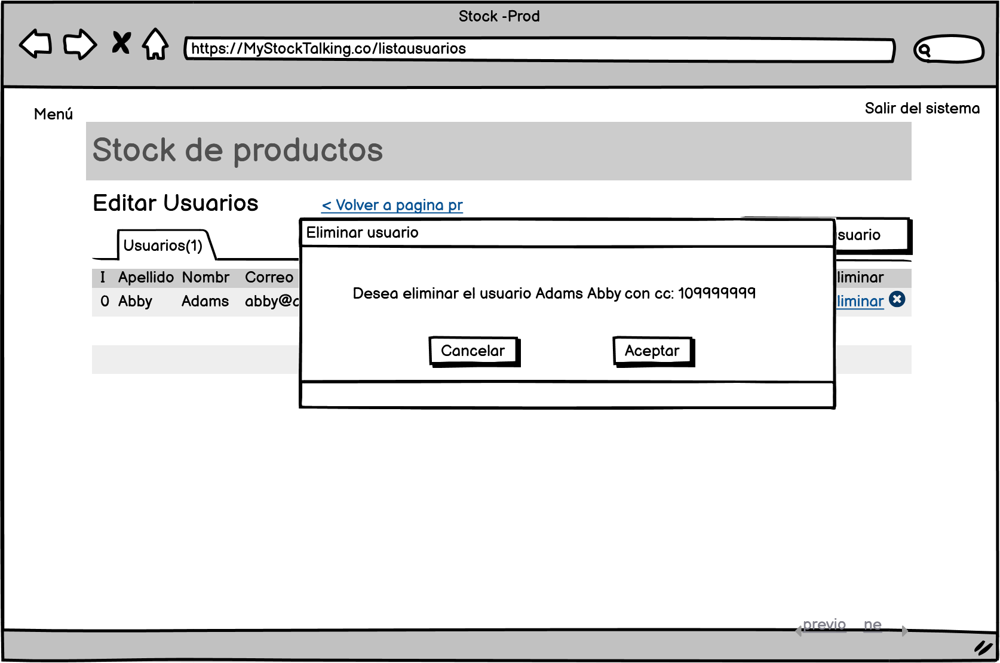 Stock -Prod
https://MyStockTalking.co/listausuarios
Menú
Salir del sistema
Stock de productos
Editar Usuarios
< Volver a pagina pr
Eliminar usuario
suario
Usuarios(1)
I Apellido Nombr Correo liminar
0 Abby Adams abby@ liminar
Desea eliminar el usuario Adams Abby con cc: 109999999
Cancelar Aceptar
previo ne